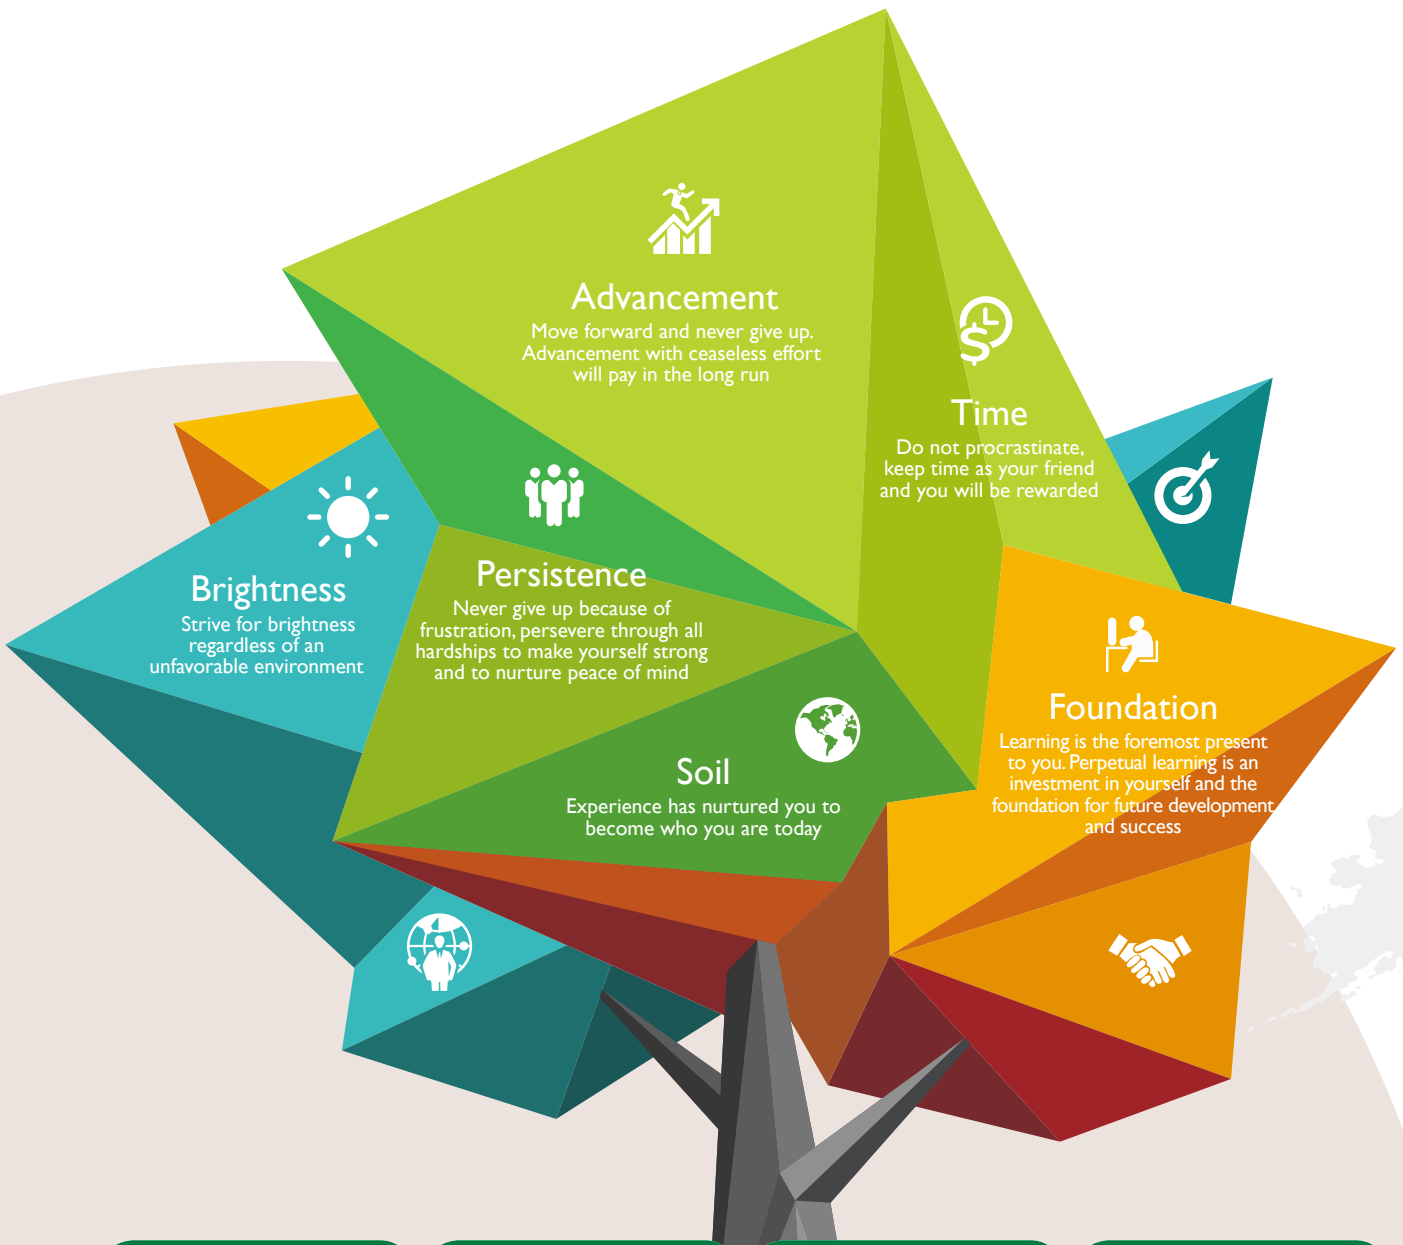 Advancement
Move forward and never give up.
Advancement with ceaseless effort
will pay in the long run
Time
Do not procrastinate,
keep time as your friend
and you will be rewarded
Brightness
Strive for brightness
regardless of an
unfavorable environment
Persistence
Never give up because of
frustration, persevere through all
hardships to make yourself strong
and to nurture peace of mind
Foundation
Learning is the foremost present
to you. Perpetual learning is an
investment in yourself and the
foundation for future development
and success
Soil
Experience has nurtured you to
become who you are today